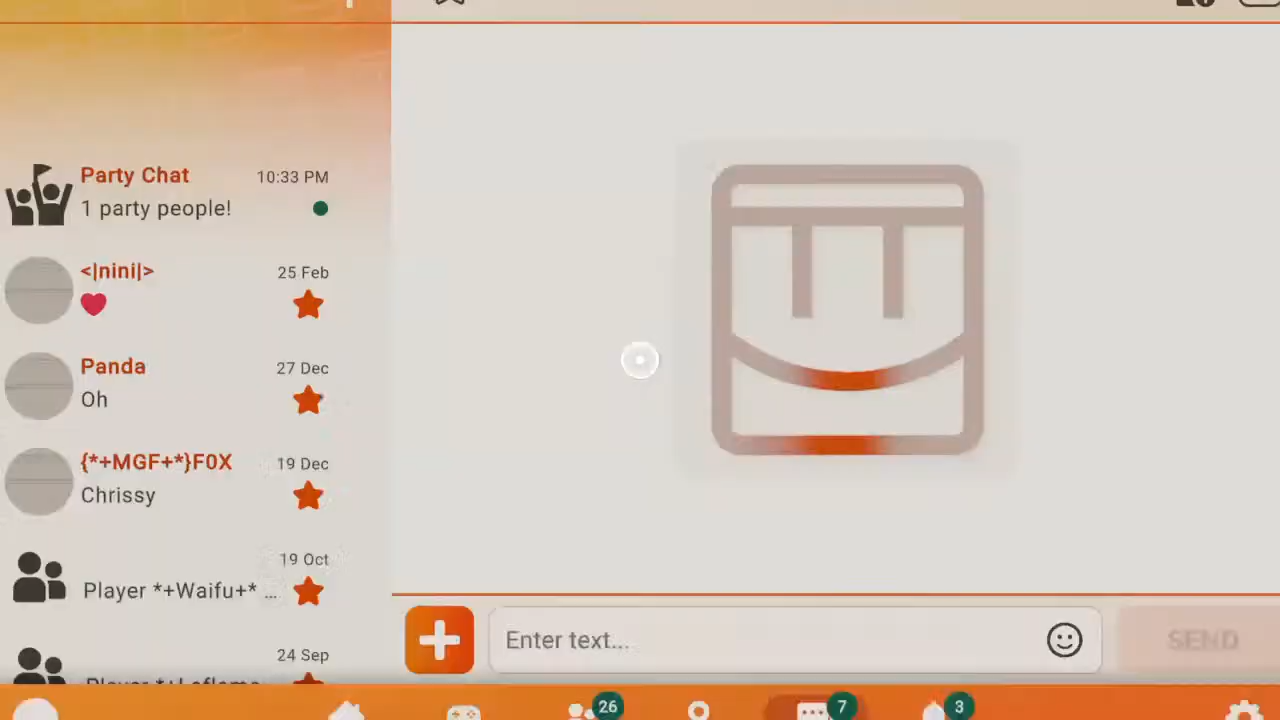 Party Chat
10:33 PM
1 party people!
<|nini|>
25 Feb
Panda
27 Dec
Oh
{*+MGF+*}F0X
19 Dec
Chrissy
19 Oct
Player *+Waifu+* ...
24 Sep
Enter text...
SEND
26
7
3